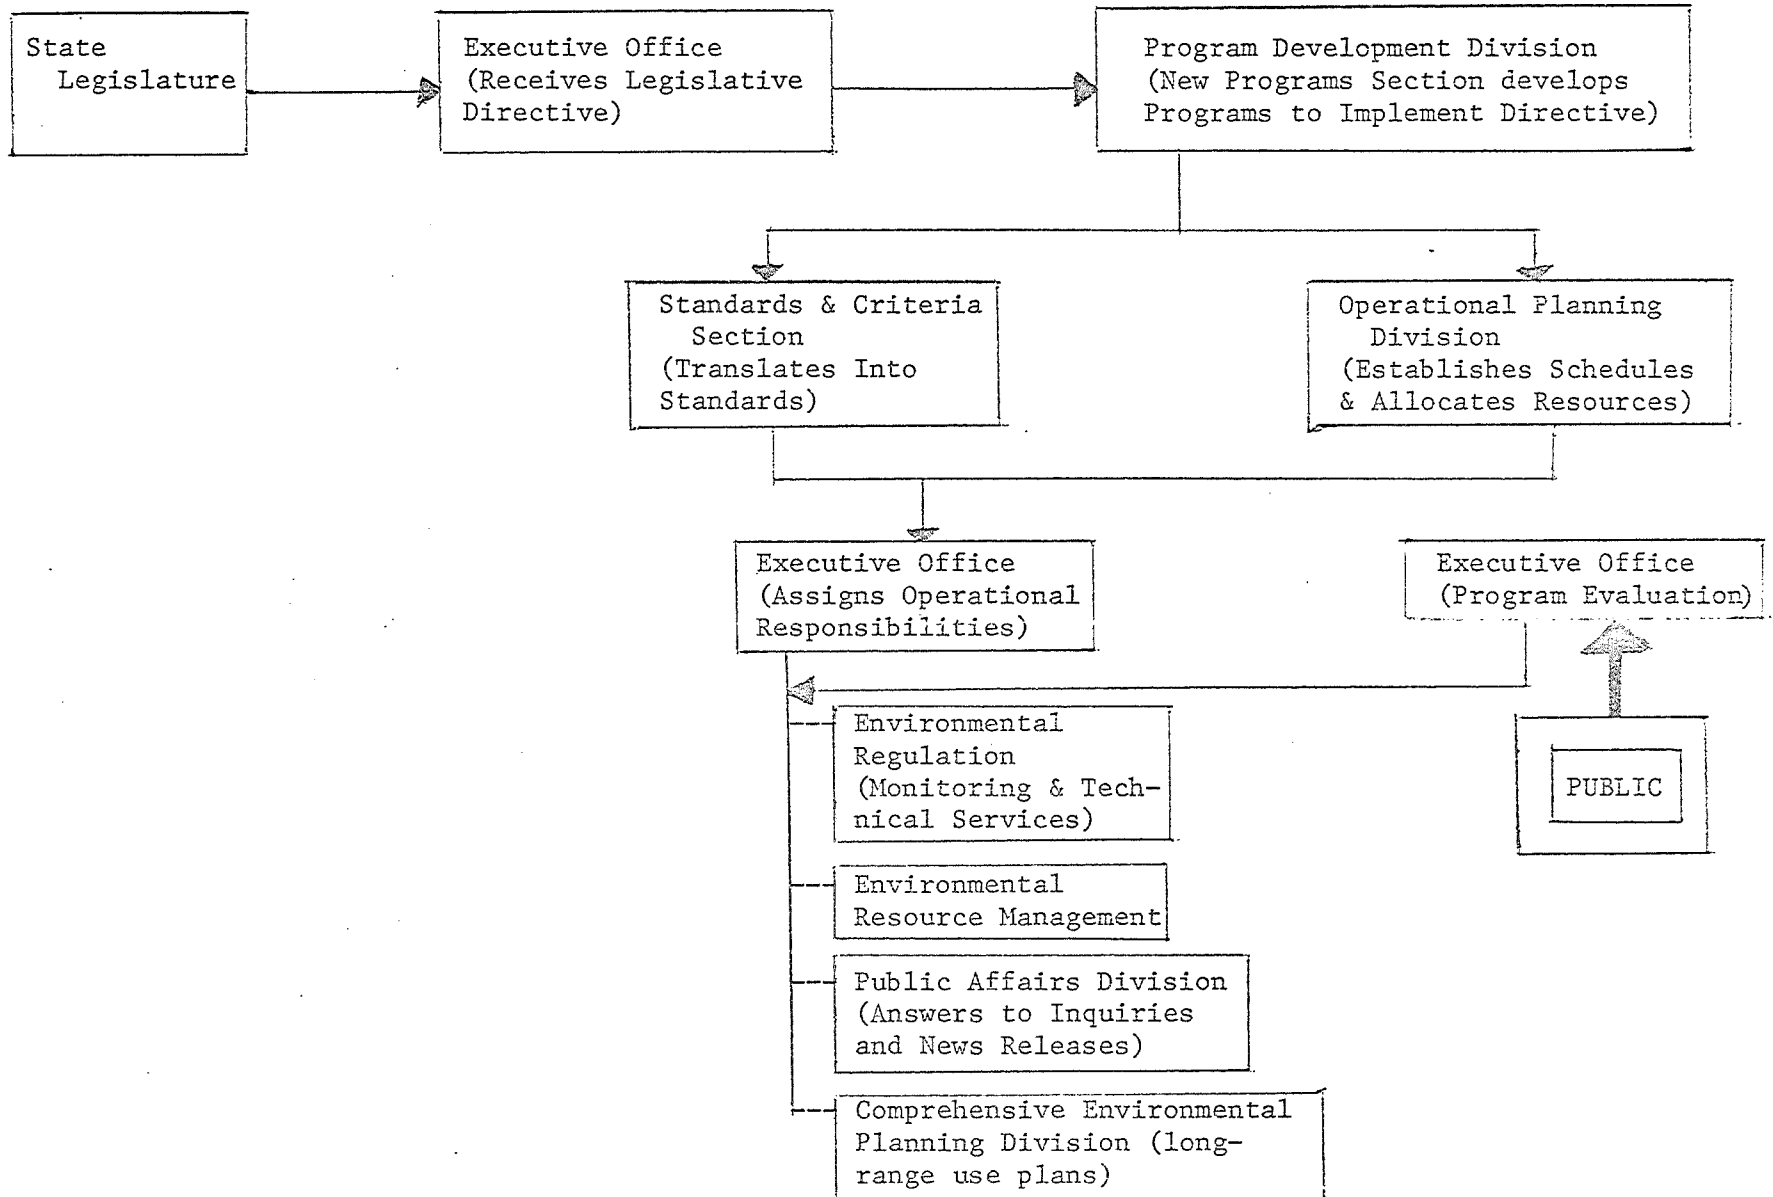 State
Legislature
Executive Office
(Receives Legislative
Directive)
Program Development Division
(New Programs Section develops
Programs to Implement Directive)
Standards & Criteria
Section
(Translates Into
Standards)
Operational Planning
Division
(Establishes Schedules
& Allocates Resources)
Executive Office
(Assigns Operational
Responsibilities)
Executive Office
(Program Evaluation)
Environmental
Regulation
(Monitoring & Tech-
nical Services)
PUBLIC
Environmental
Resource Management
Public Affairs Division
(Answers to Inquiries
and News Releases)
Comprehensive Environmental
Planning Division (long-
range use plans)